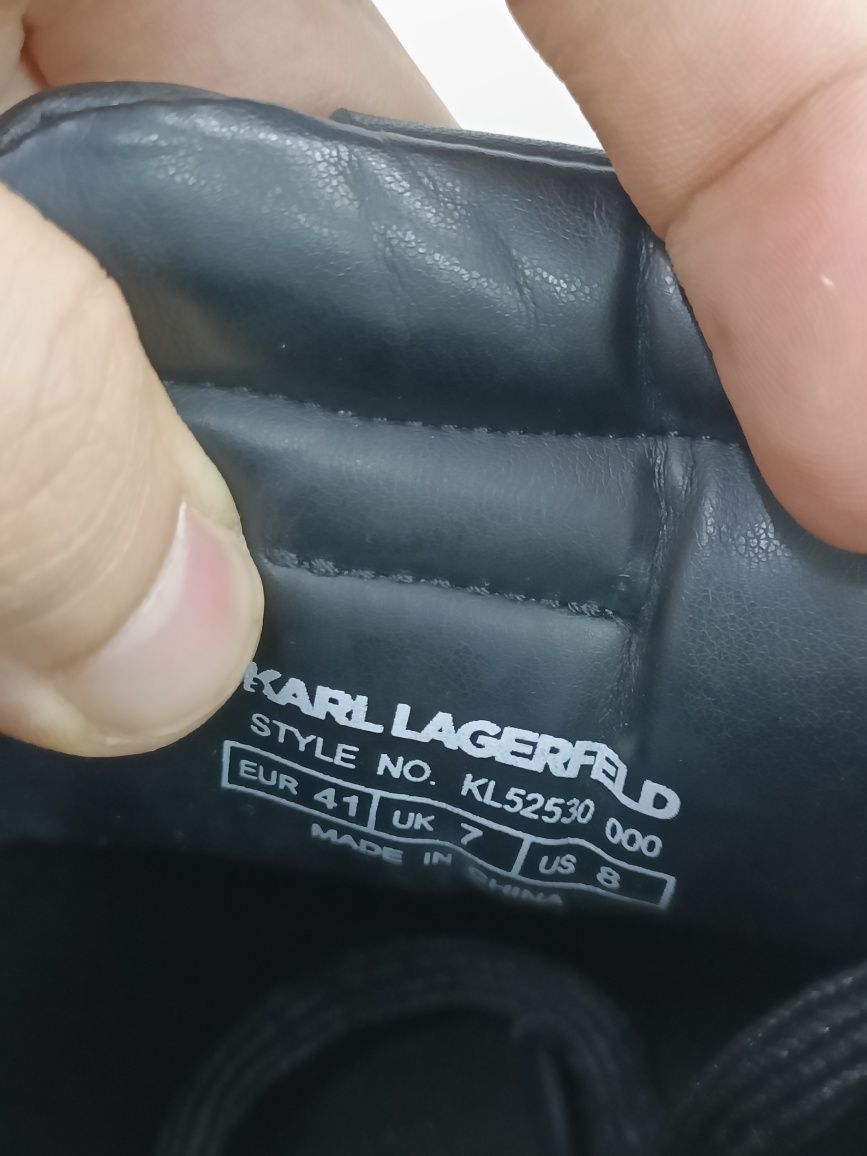 KARL LAGERFELD
STYLE NO. KL52530 000
EUR 41 UK 7 US 8
MADE IN CHINA